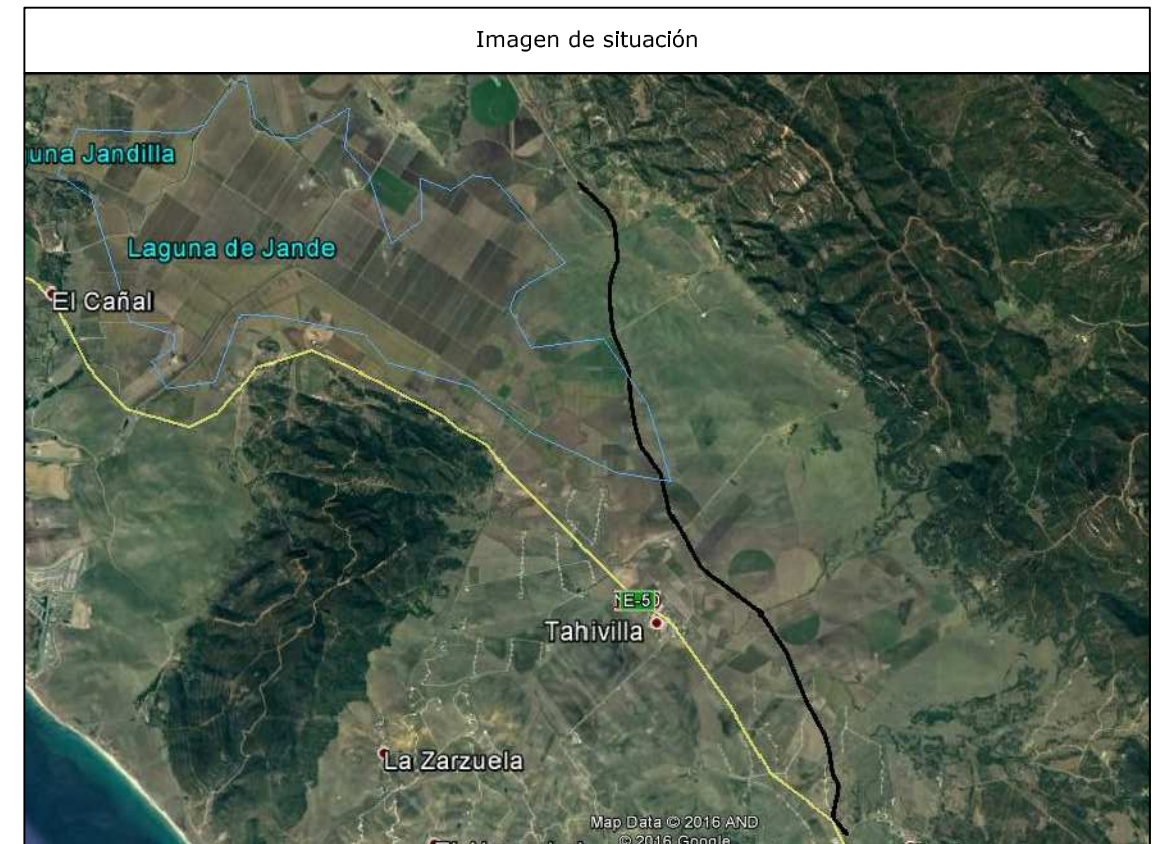 Imagen de situación
una Jandilla
Laguna de Jande
El Cañal
E-5
Tahivilla
La Zarzuela
Map Data © 2016 AND
© 2016 Google